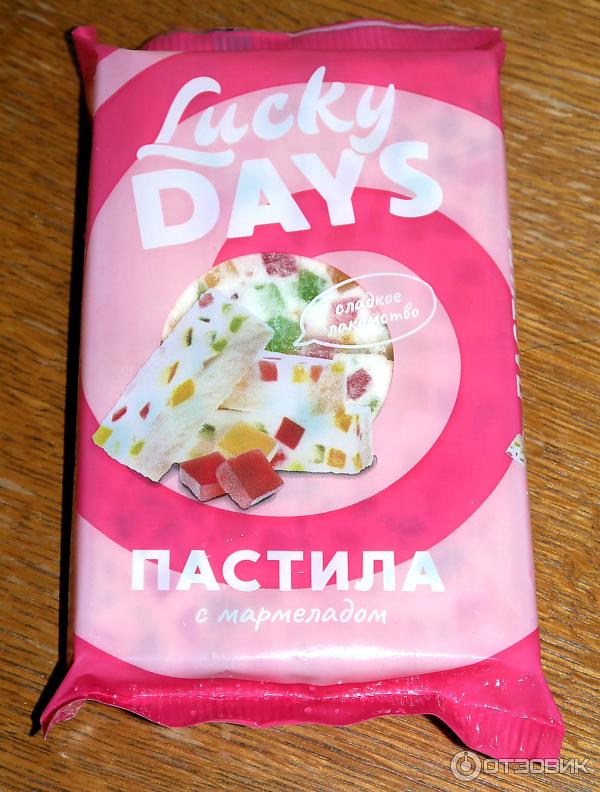 Lucky
DAYS
сладкое
лакомство
ПАСТИЛА
с мармеладом
ОТЗОВИК